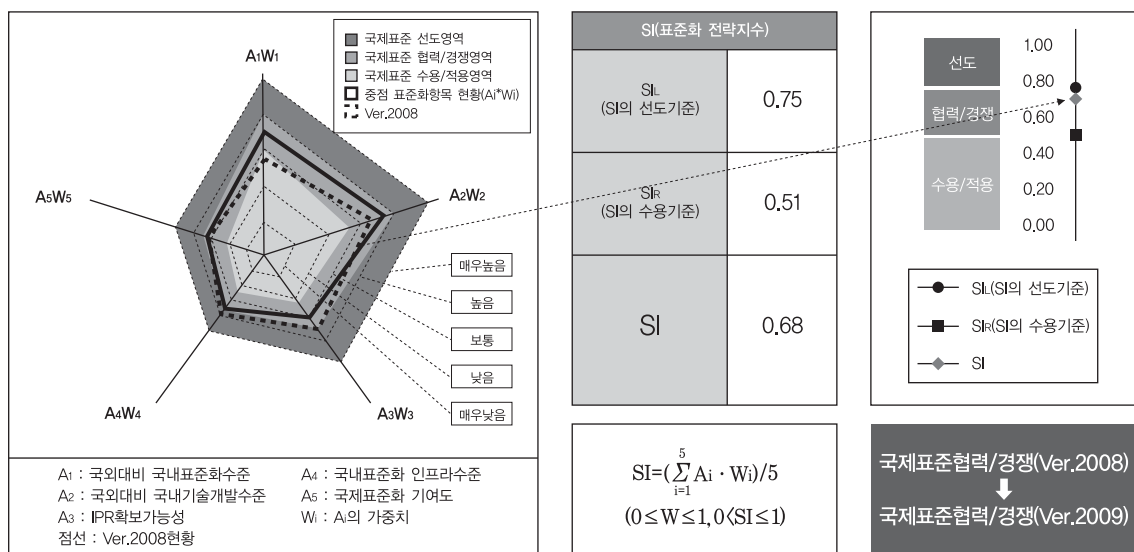 국제표준 선도영역
국제표준 협력/경쟁영역
국제표준 수용/적용영역
중점 표준화항목 현황(Ai*Wi)
Ver.2008
A1W1
A2W2
A3W3
A4W4
A5W5
매우높음
높음
보통
낮음
매우낮음
A1 : 국외대비 국내표준화수준
A2 : 국외대비 국내기술개발수준
A3 : IPR확보가능성
점선 : Ver.2008현황
A4 : 국내표준화 인프라수준
A5 : 국제표준화 기여도
Wi : Ai의 가중치
SI(표준화 전략지수)
SIL
(SI의 선도기준)
0.75
SIR
(SI의 수용기준)
0.51
SI
0.68
SI=(∑ Ai · Wi)/5
5
i=1
(0≤W≤1, 0<SI≤1)
선도
협력/경쟁
수용/적용
1.00
0.80
0.60
0.40
0.20
0.00
SIL(SI의 선도기준)
SIR(SI의 수용기준)
SI
국제표준협력/경쟁(Ver.2008)
국제표준협력/경쟁(Ver.2009)